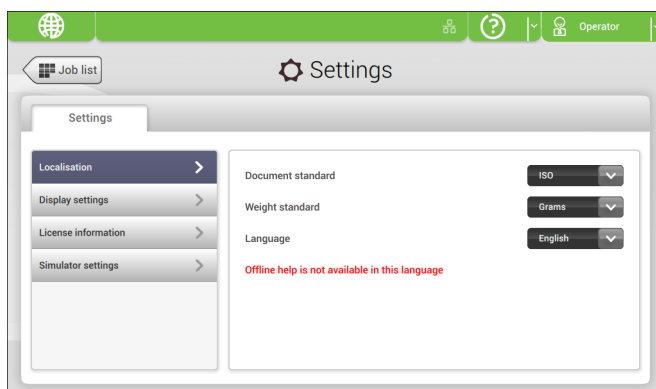 Operator
Job list
Settings
Settings
Localisation
Display settings
License information
Simulator settings
Document standard
ISO
Weight standard
Grams
Language
English
Offline help is not available in this language